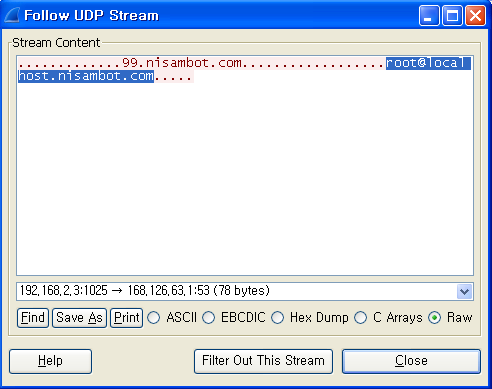 Follow UDP Stream
Stream Content
.............99.nisambot.com..................root@local
host.nisambot.com.....
192,168,2,3:1025 → 168,126,63,1:53 (78 bytes)
Find Save As Print ASCII EBCDIC Hex Dump C Arrays Raw
Help Filter Out This Stream Close